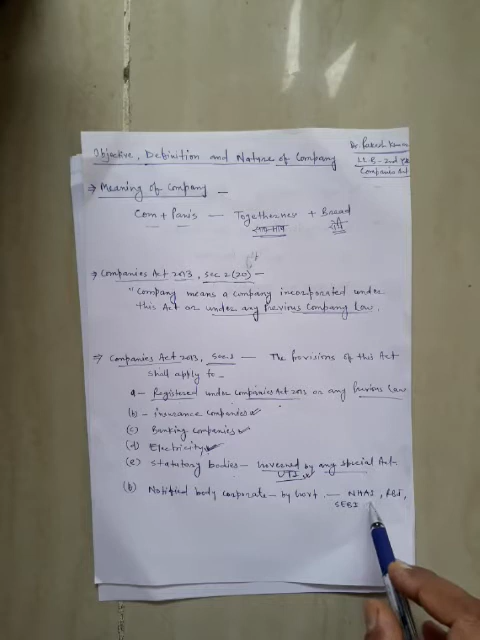 Objective, Definition and Nature of Company
Dr. Rakesh Kumar
LLB-2nd Yr
Companies Act
→ Meaning of Company –
Com + Panis — Togetherness + Bread
साथ-साथ रोटी
→ Companies Act 2013, sec 2(20) –
"Company means a company incorporated under
this Act or under any Previous Company Law.
→ Companies Act 2013, sec.1 — The provisions of this Act
shall apply to –
a – Registered under Companies Act 2013 or any Previous Law
(b) – insurance companies
(c) Banking companies
(d) Electricity
(e) Statutory bodies – Governed by any special Act.
UTI
(b) Notified body corporate – by Govt. — NHAI, RBI,
SEBI